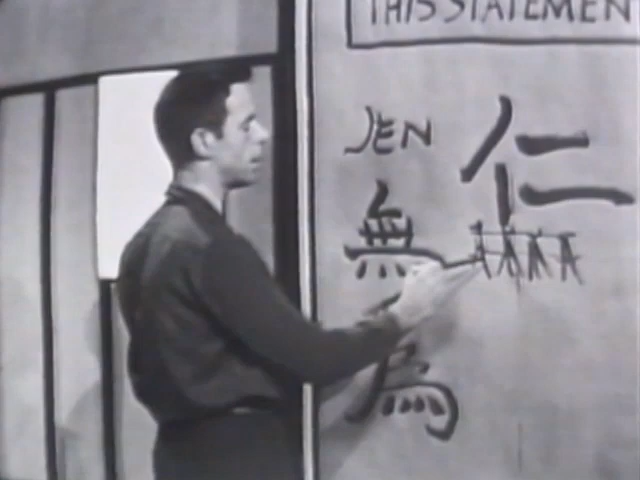 THIS STATEMEN
JEN 仁
無
為